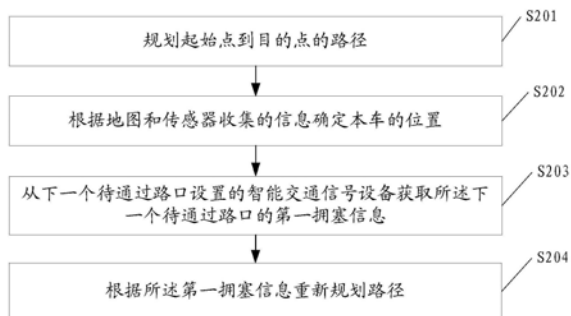 S201
规划起始点到目的点的路径
S202
根据地图和传感器收集的信息确定本车的位置
S203
从下一个待通过路口设置的智能交通信号设备获取所述下
一个待通过路口的第一拥塞信息
S204
根据所述第一拥塞信息重新规划路径